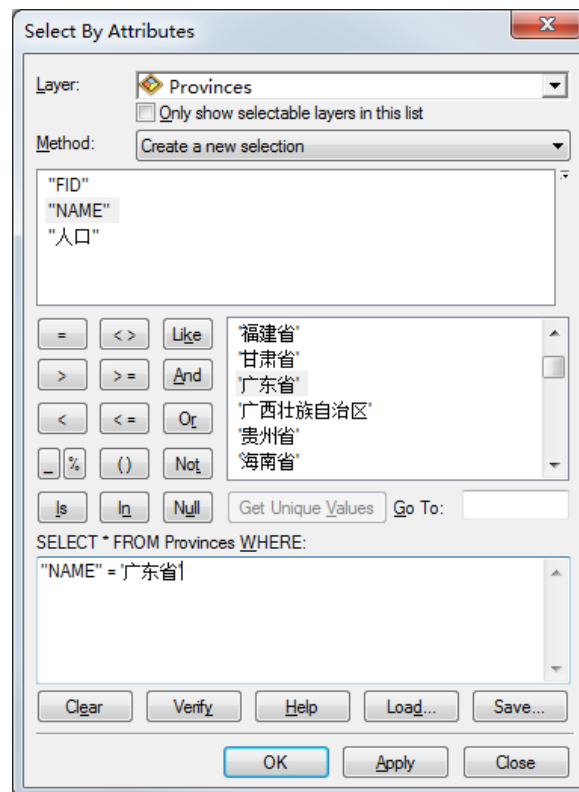 Select By Attributes
Layer: Provinces
Only show selectable layers in this list
Method: Create a new selection
"FID"
"NAME"
"人口"
= <> Like
> >= And
< <= Or
_ % () Not
Is In Null
'福建省'
'甘肃省'
'广东省'
'广西壮族自治区'
'贵州省'
'海南省'
Get Unique Values Go To:
SELECT * FROM Provinces WHERE:
"NAME" = '广东省'
Clear Verify Help Load... Save...
OK Apply Close